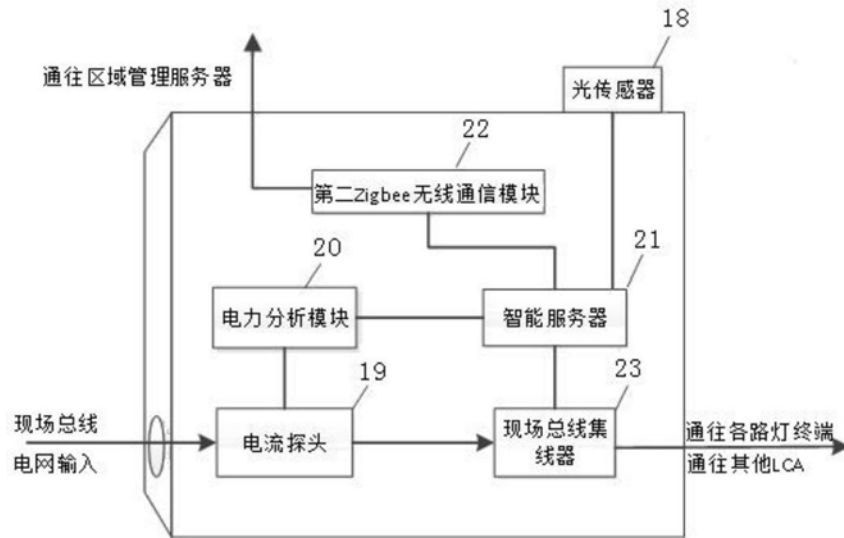 18
光传感器
通往区域管理服务器
22
第二Zigbee无线通信模块
20
电力分析模块
21
智能服务器
19
电流探头
23
现场总线集
线器
现场总线
电网输入
通往各路灯终端
通往其他LCA